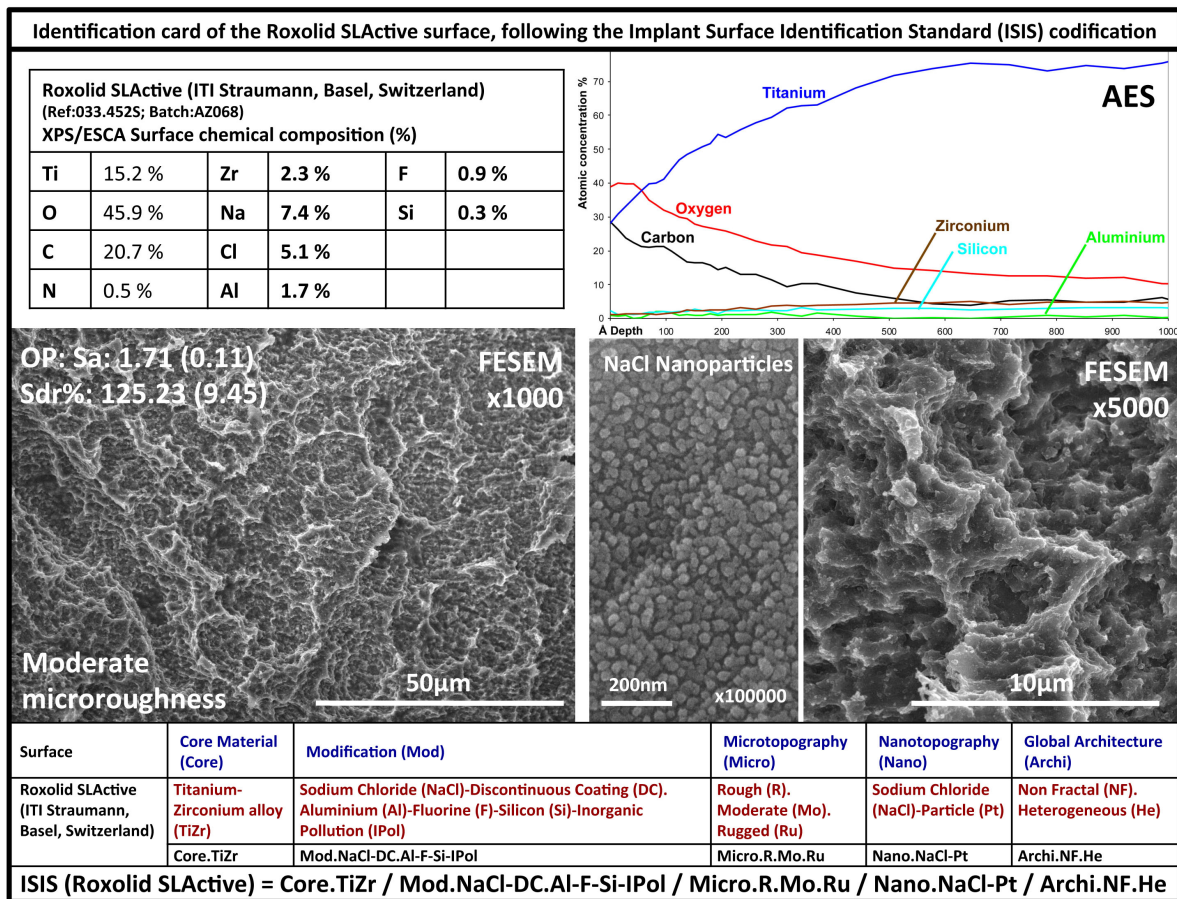 Identification card of the Roxolid SLActive surface, following the Implant Surface Identification Standard (ISIS) codification
Roxolid SLActive (ITI Straumann, Basel, Switzerland)
(Ref:033.452S; Batch:AZ068)
XPS/ESCA Surface chemical composition (%)
Ti 15.2 % Zr 2.3 % F 0.9 %
O 45.9 % Na 7.4 % Si 0.3 %
C 20.7 % Cl 5.1 %
N 0.5 % Al 1.7 %
AES
Atomic concentration %
70
60
50
40
30
20
10
0
Titanium
Oxygen
Carbon
Zirconium
Silicon
Aluminium
Å Depth 100 200 300 400 500 600 700 800 900 1000
OP: Sa: 1.71 (0.11)
Sdr%: 125.23 (9.45)
FESEM
x1000
Moderate
microroughness
50µm
NaCl Nanoparticles
200nm
x100000
FESEM
x5000
10µm
Surface
Core Material
(Core)
Modification (Mod)
Microtopography
(Micro)
Nanotopography
(Nano)
Global Architecture
(Archi)
Roxolid SLActive
(ITI Straumann,
Basel, Switzerland)
Titanium-
Zirconium alloy
(TiZr)
Sodium Chloride (NaCl)-Discontinuous Coating (DC).
Aluminium (Al)-Fluorine (F)-Silicon (Si)-Inorganic
Pollution (IPol)
Rough (R).
Moderate (Mo).
Rugged (Ru)
Sodium Chloride
(NaCl)-Particle (Pt)
Non Fractal (NF).
Heterogeneous (He)
Core.TiZr
Mod.NaCl-DC.Al-F-Si-IPol
Micro.R.Mo.Ru
Nano.NaCl-Pt
Archi.NF.He
ISIS (Roxolid SLActive) = Core.TiZr / Mod.NaCl-DC.Al-F-Si-IPol / Micro.R.Mo.Ru / Nano.NaCl-Pt / Archi.NF.He